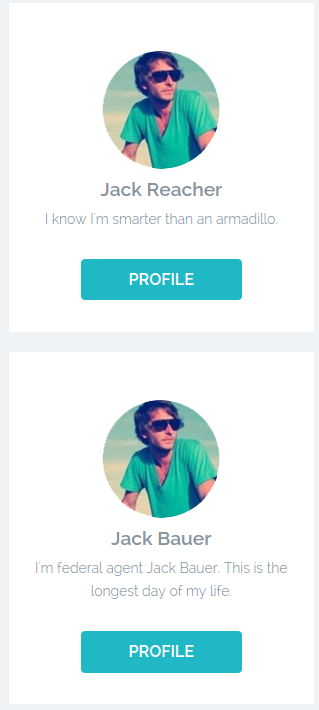 Jack Reacher
I know I'm smarter than an armadillo.
PROFILE
Jack Bauer
I'm federal agent Jack Bauer. This is the
longest day of my life.
PROFILE